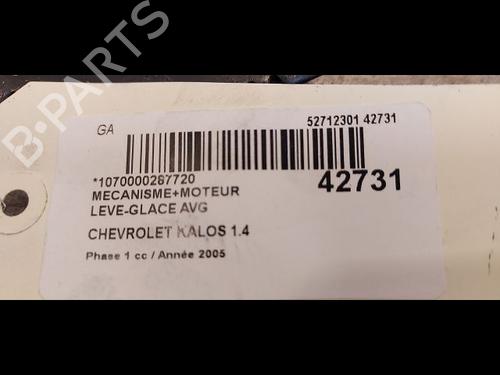 B-PARTS
GA
52712301 42731
*1070000267720
42731
MECANISME+MOTEUR
LEVE-GLACE AVG
CHEVROLET KALOS 1.4
Phase 1 cc / Année 2005